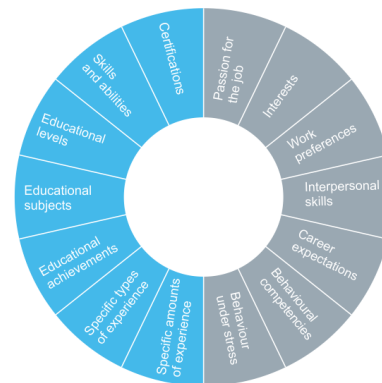 Passion for
the job
Interests
Work
preferences
Interpersonal
skills
Career
expectations
Behavioural
competencies
Behaviour
under stress
Specific amounts
of experience
Specific types
of experience
Educational
achievements
Educational
subjects
Educational
levels
Skills
and abilities
Certifications